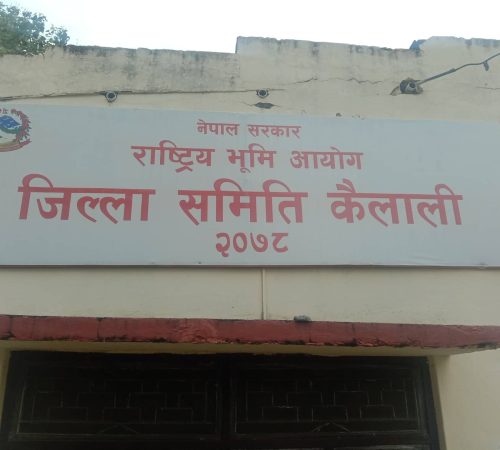 नेपाल सरकार
राष्ट्रिय भूमि आयोग
जिल्ला समिति कैलाली
२०७८